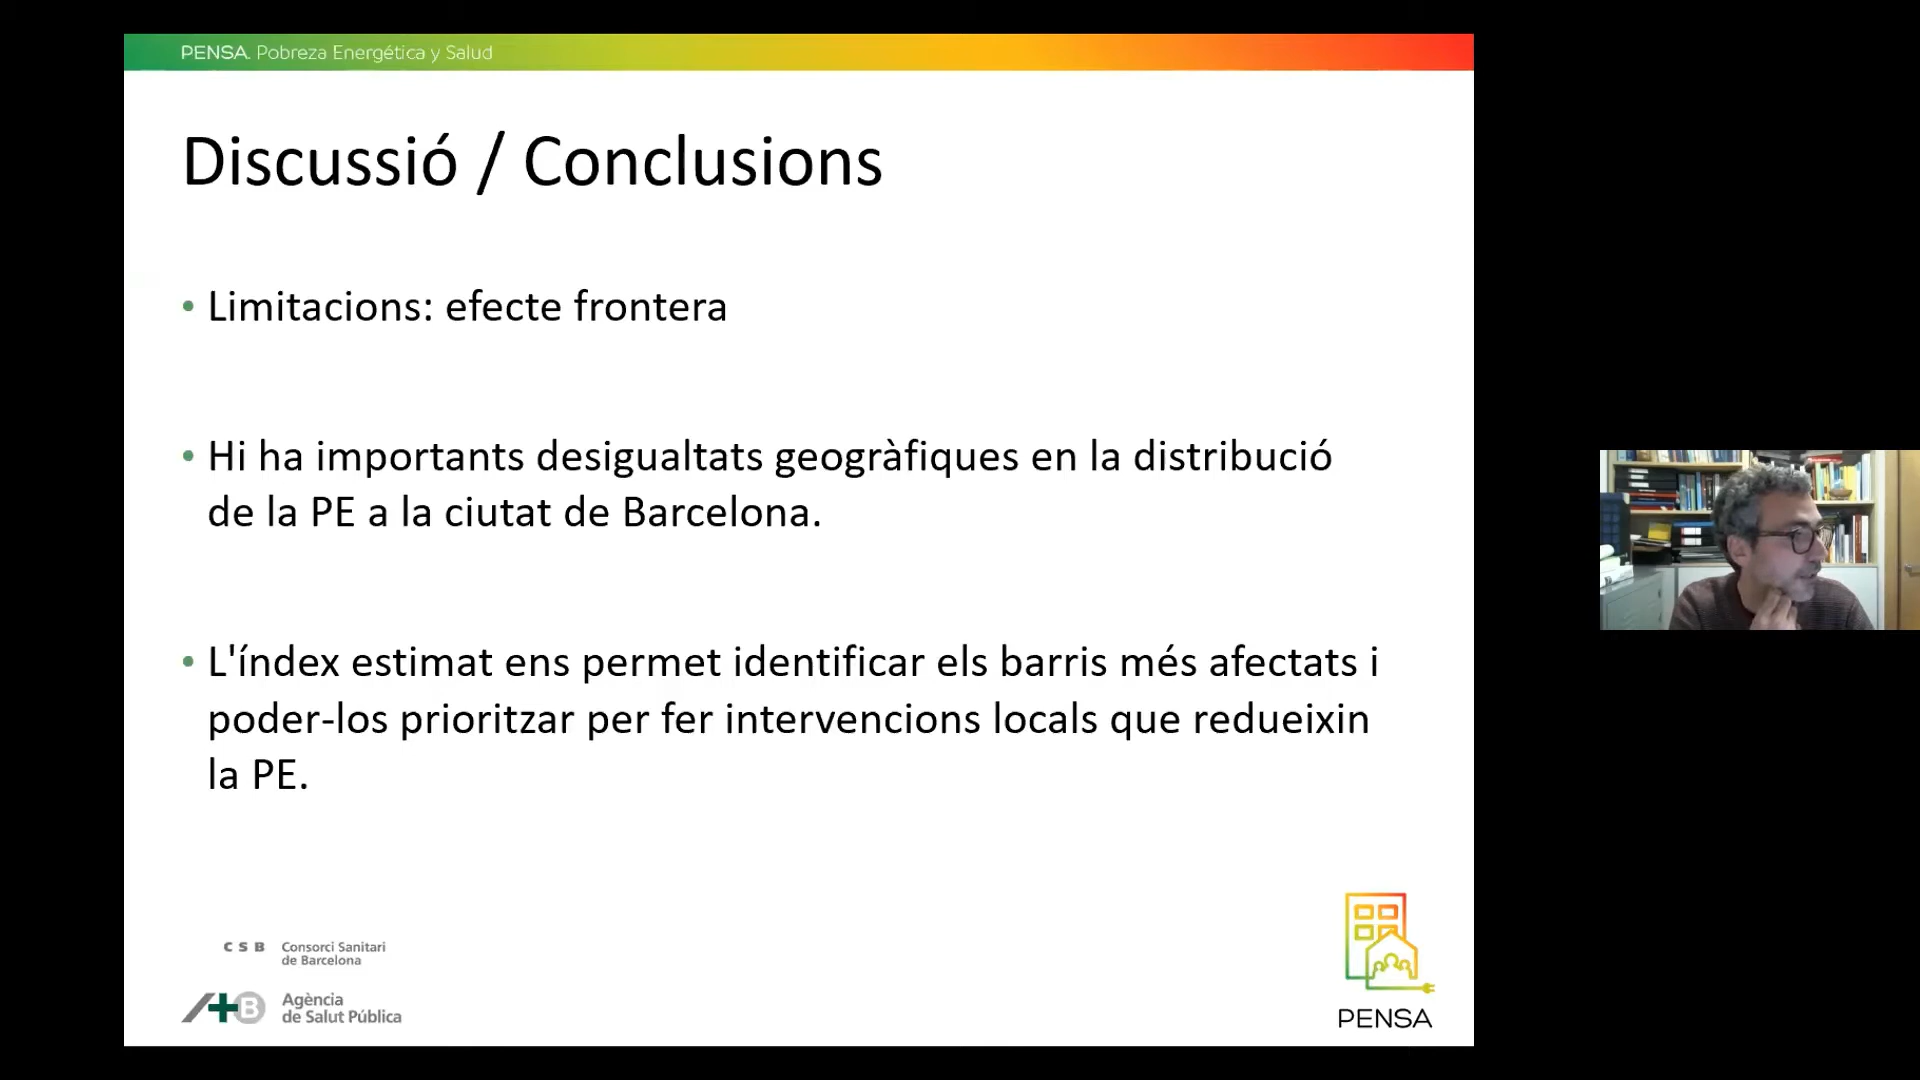 PENSA. Pobreza Energética y Salud
Discussió / Conclusions
• Limitacions: efecte frontera
• Hi ha importants desigualtats geogràfiques en la distribució
de la PE a la ciutat de Barcelona.
• L'índex estimat ens permet identificar els barris més afectats i
poder-los prioritzar per fer intervencions locals que redueixin
la PE.
CSB Consorci Sanitari
de Barcelona
A+B Agència
de Salut Pública
PENSA